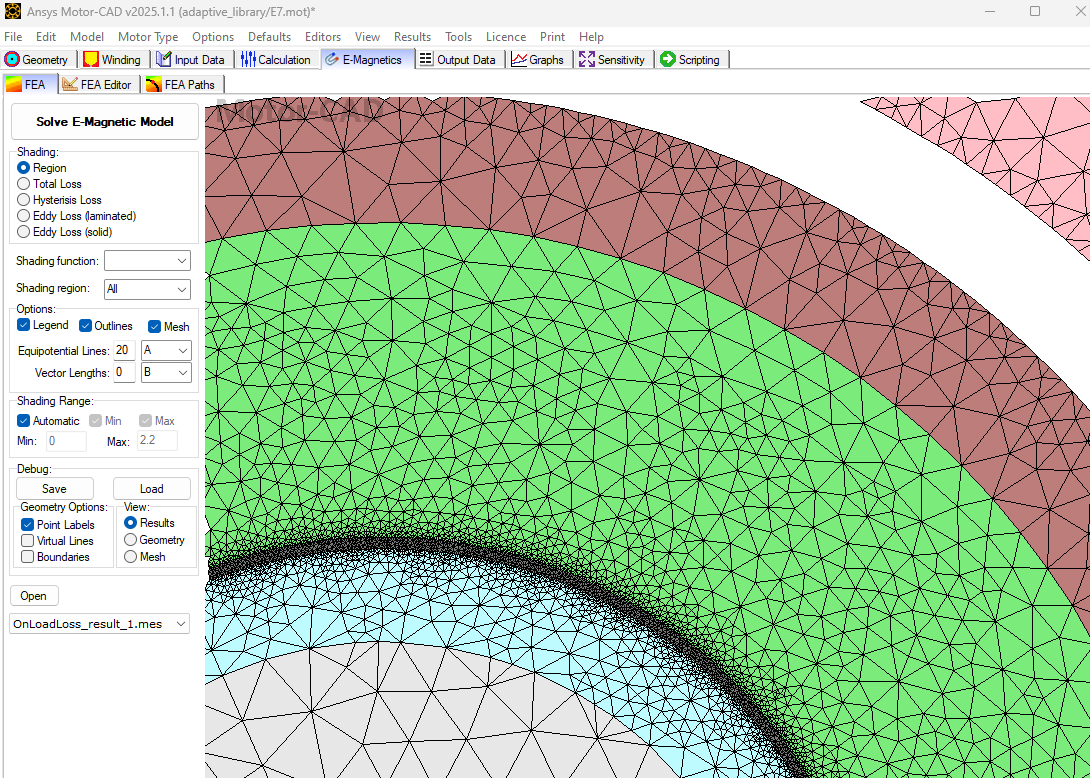 Ansys Motor-CAD v2025.1.1 (adaptive_library/E7.mot)*
File Edit Model Motor Type Options Defaults Editors View Results Tools Licence Print Help
Geometry Winding Input Data Calculation E-Magnetics Output Data Graphs Sensitivity Scripting
FEA FEA Editor FEA Paths
Motor-CAD
Solve E-Magnetic Model
Shading:
Region
Total Loss
Hysterisis Loss
Eddy Loss (laminated)
Eddy Loss (solid)
Shading function:
Shading region: All
Options:
Legend Outlines Mesh
Equipotential Lines: 20 A
Vector Lengths: 0 B
Shading Range:
Automatic Min Max
Min: 0 Max: 2.2
Debug:
Save Load
Geometry Options: View:
Point Labels Results
Virtual Lines Geometry
Boundaries Mesh
Open
OnLoadLoss_result_1.mes